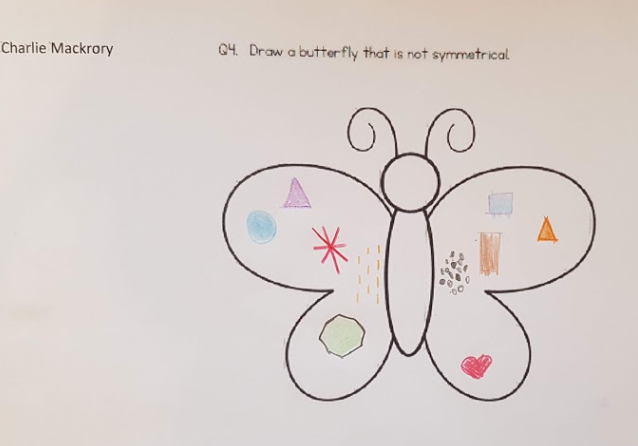 Charlie Mackrory
Q4. Draw a butterfly that is not symmetrical.